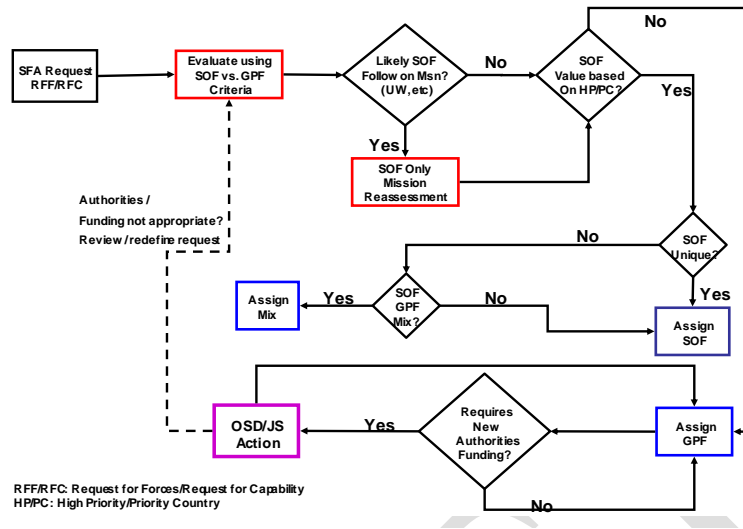 No
SFA Request
RFF/RFC
Evaluate using
SOF vs. GPF
Criteria
Likely SOF
Follow on Msn?
(UW, etc)
No
SOF
Value based
On HP/PC?
Yes
Yes
SOF Only
Mission
Reassessment
Authorities /
Funding not appropriate?
Review / redefine request
No
SOF
Unique?
Yes
Assign
Mix
Yes
SOF
GPF
Mix?
No
Assign
SOF
OSD/JS
Action
Yes
Requires
New
Authorities
Funding?
Assign
GPF
No
RFF/RFC: Request for Forces/Request for Capability
HP/PC: High Priority/Priority Country